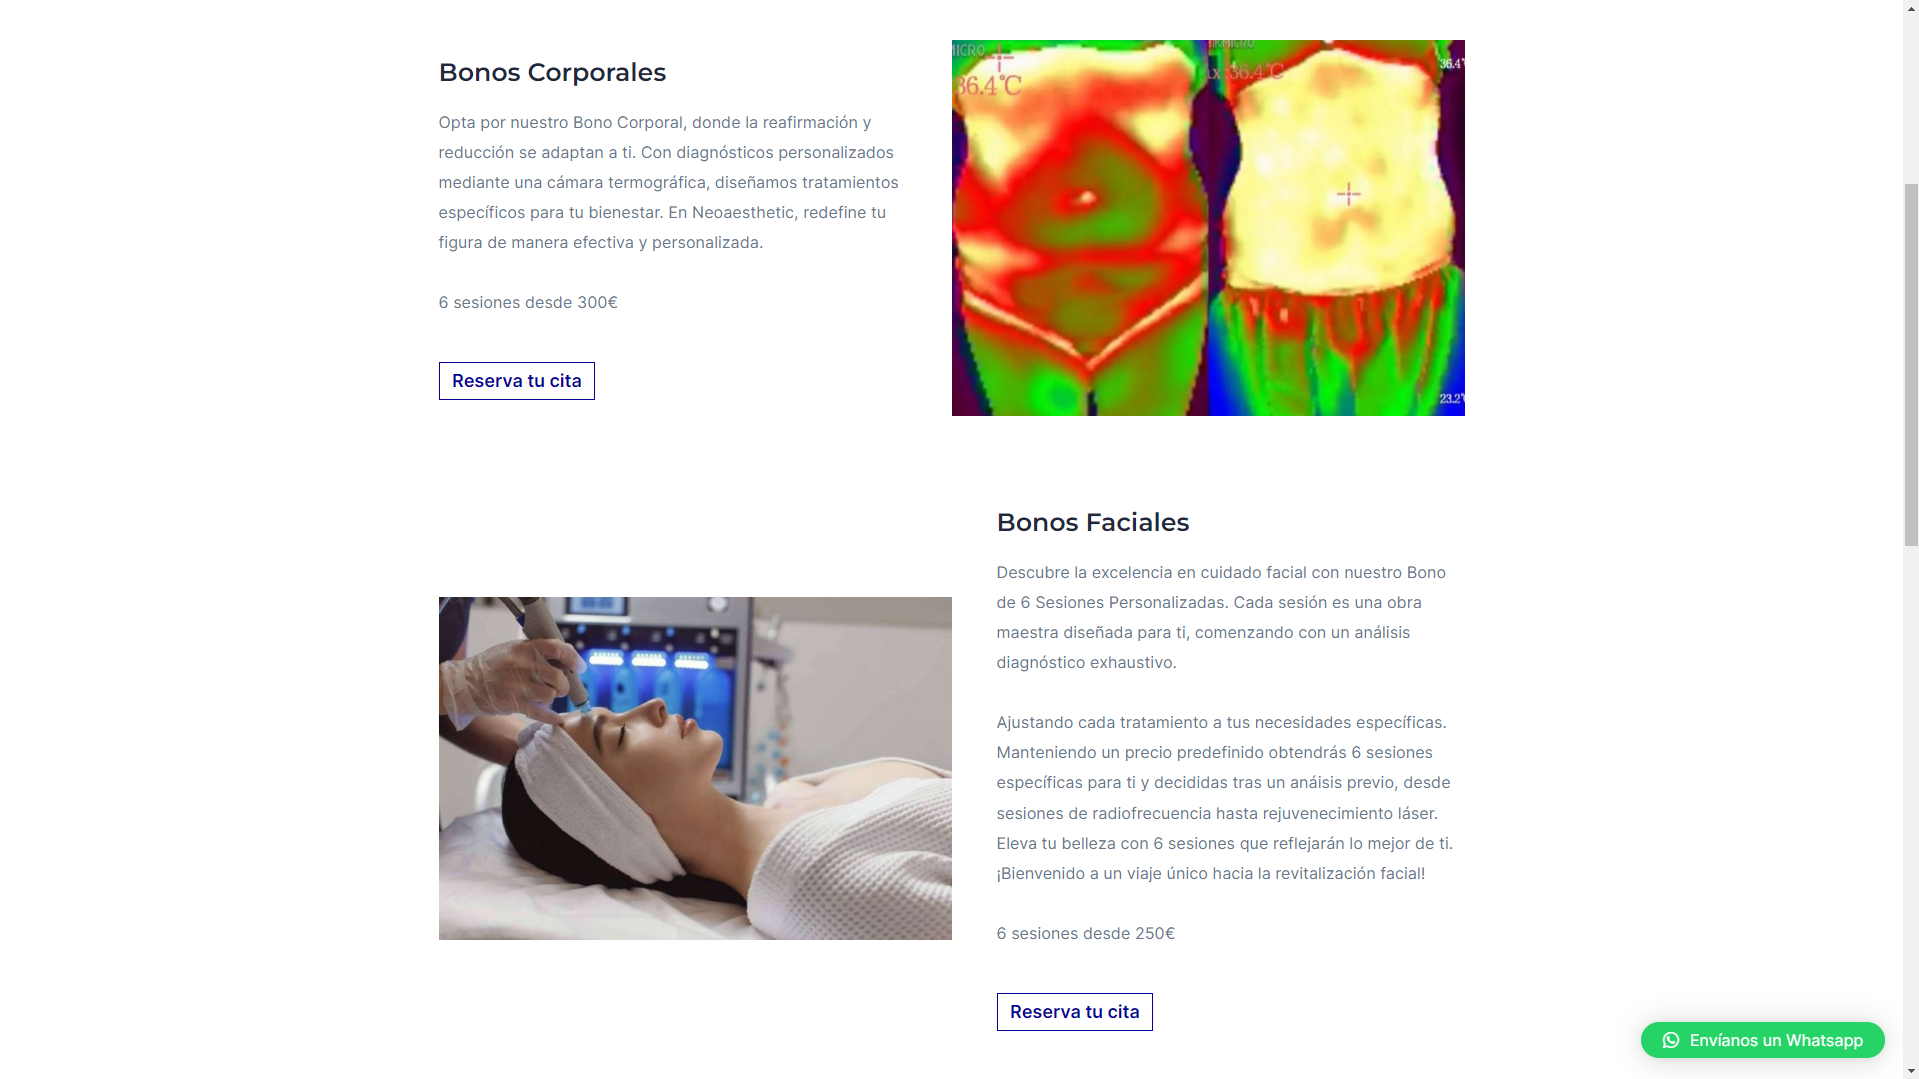 Bonos Corporales
Opta por nuestro Bono Corporal, donde la reafirmación y
reducción se adaptan a ti. Con diagnósticos personalizados
mediante una cámara termográfica, diseñamos tratamientos
específicos para tu bienestar. En Neoaesthetic, redefine tu
figura de manera efectiva y personalizada.
6 sesiones desde 300€
Reserva tu cita
MICRO
36.4℃
36.4℃
36.4
23.2
Bonos Faciales
Descubre la excelencia en cuidado facial con nuestro Bono
de 6 Sesiones Personalizadas. Cada sesión es una obra
maestra diseñada para ti, comenzando con un análisis
diagnóstico exhaustivo.
Ajustando cada tratamiento a tus necesidades específicas.
Manteniendo un precio predefinido obtendrás 6 sesiones
específicas para ti y decididas tras un anáisis previo, desde
sesiones de radiofrecuencia hasta rejuvenecimiento láser.
Eleva tu belleza con 6 sesiones que reflejarán lo mejor de ti.
¡Bienvenido a un viaje único hacia la revitalización facial!
6 sesiones desde 250€
Reserva tu cita
Envíanos un Whatsapp